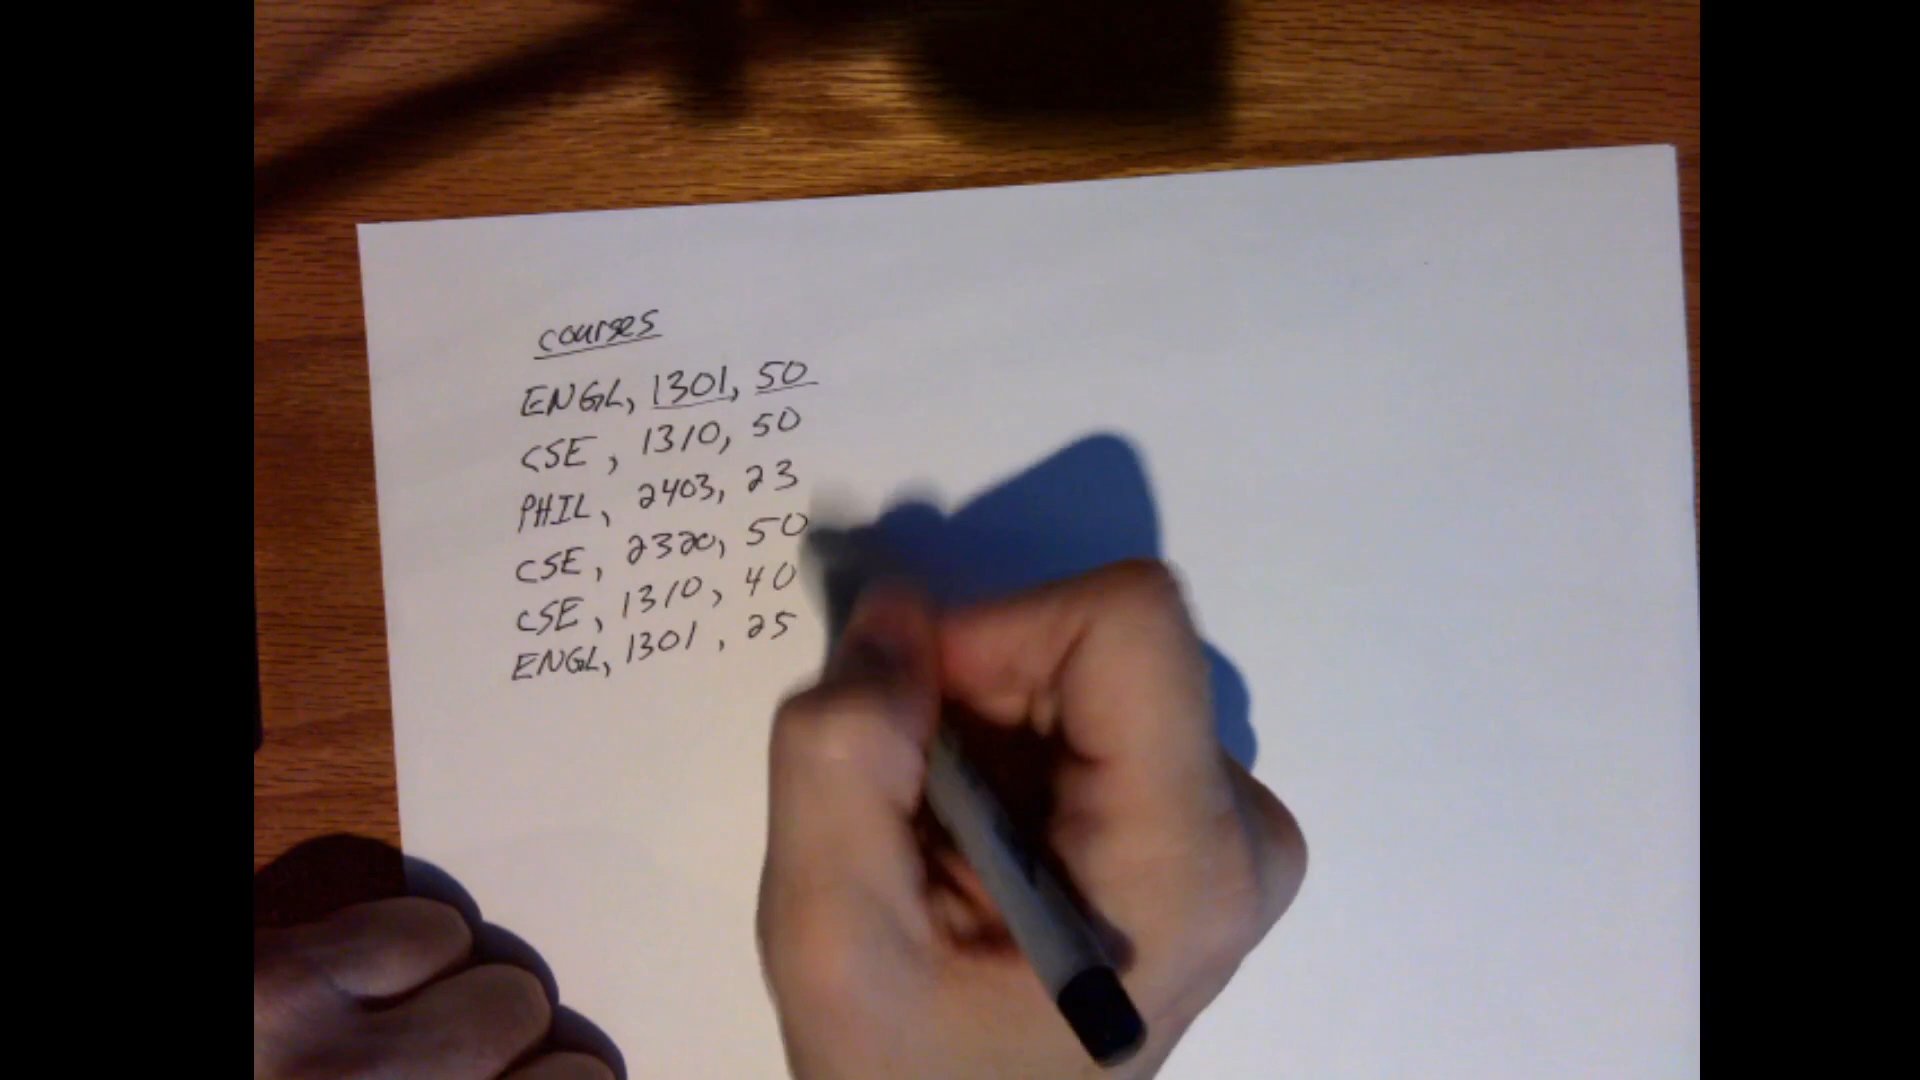 courses
ENGL, 1301, 50
CSE, 1310, 50
PHIL, 2403, 23
CSE, 2320, 50
CSE, 1310, 40
ENGL, 1301, 25